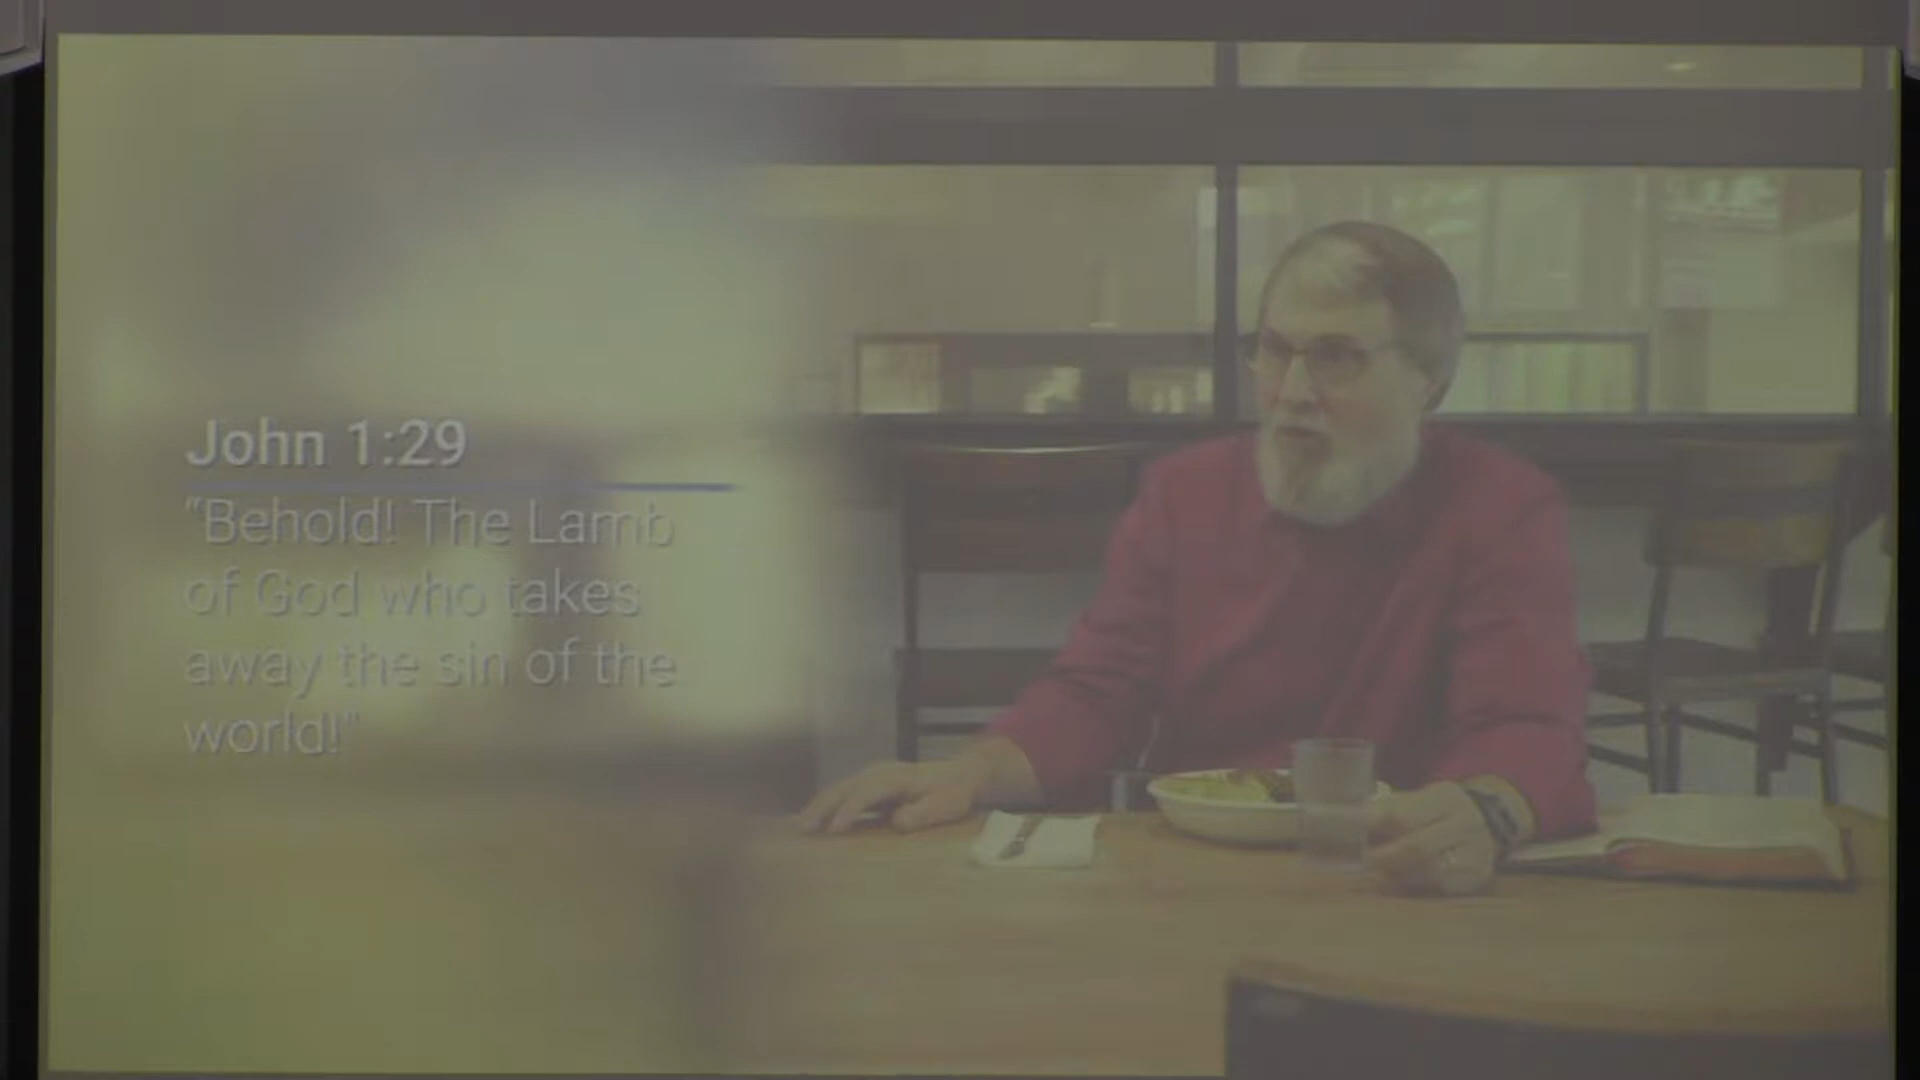 John 1:29
"Behold! The Lamb
of God who takes
away the sin of the
world!"